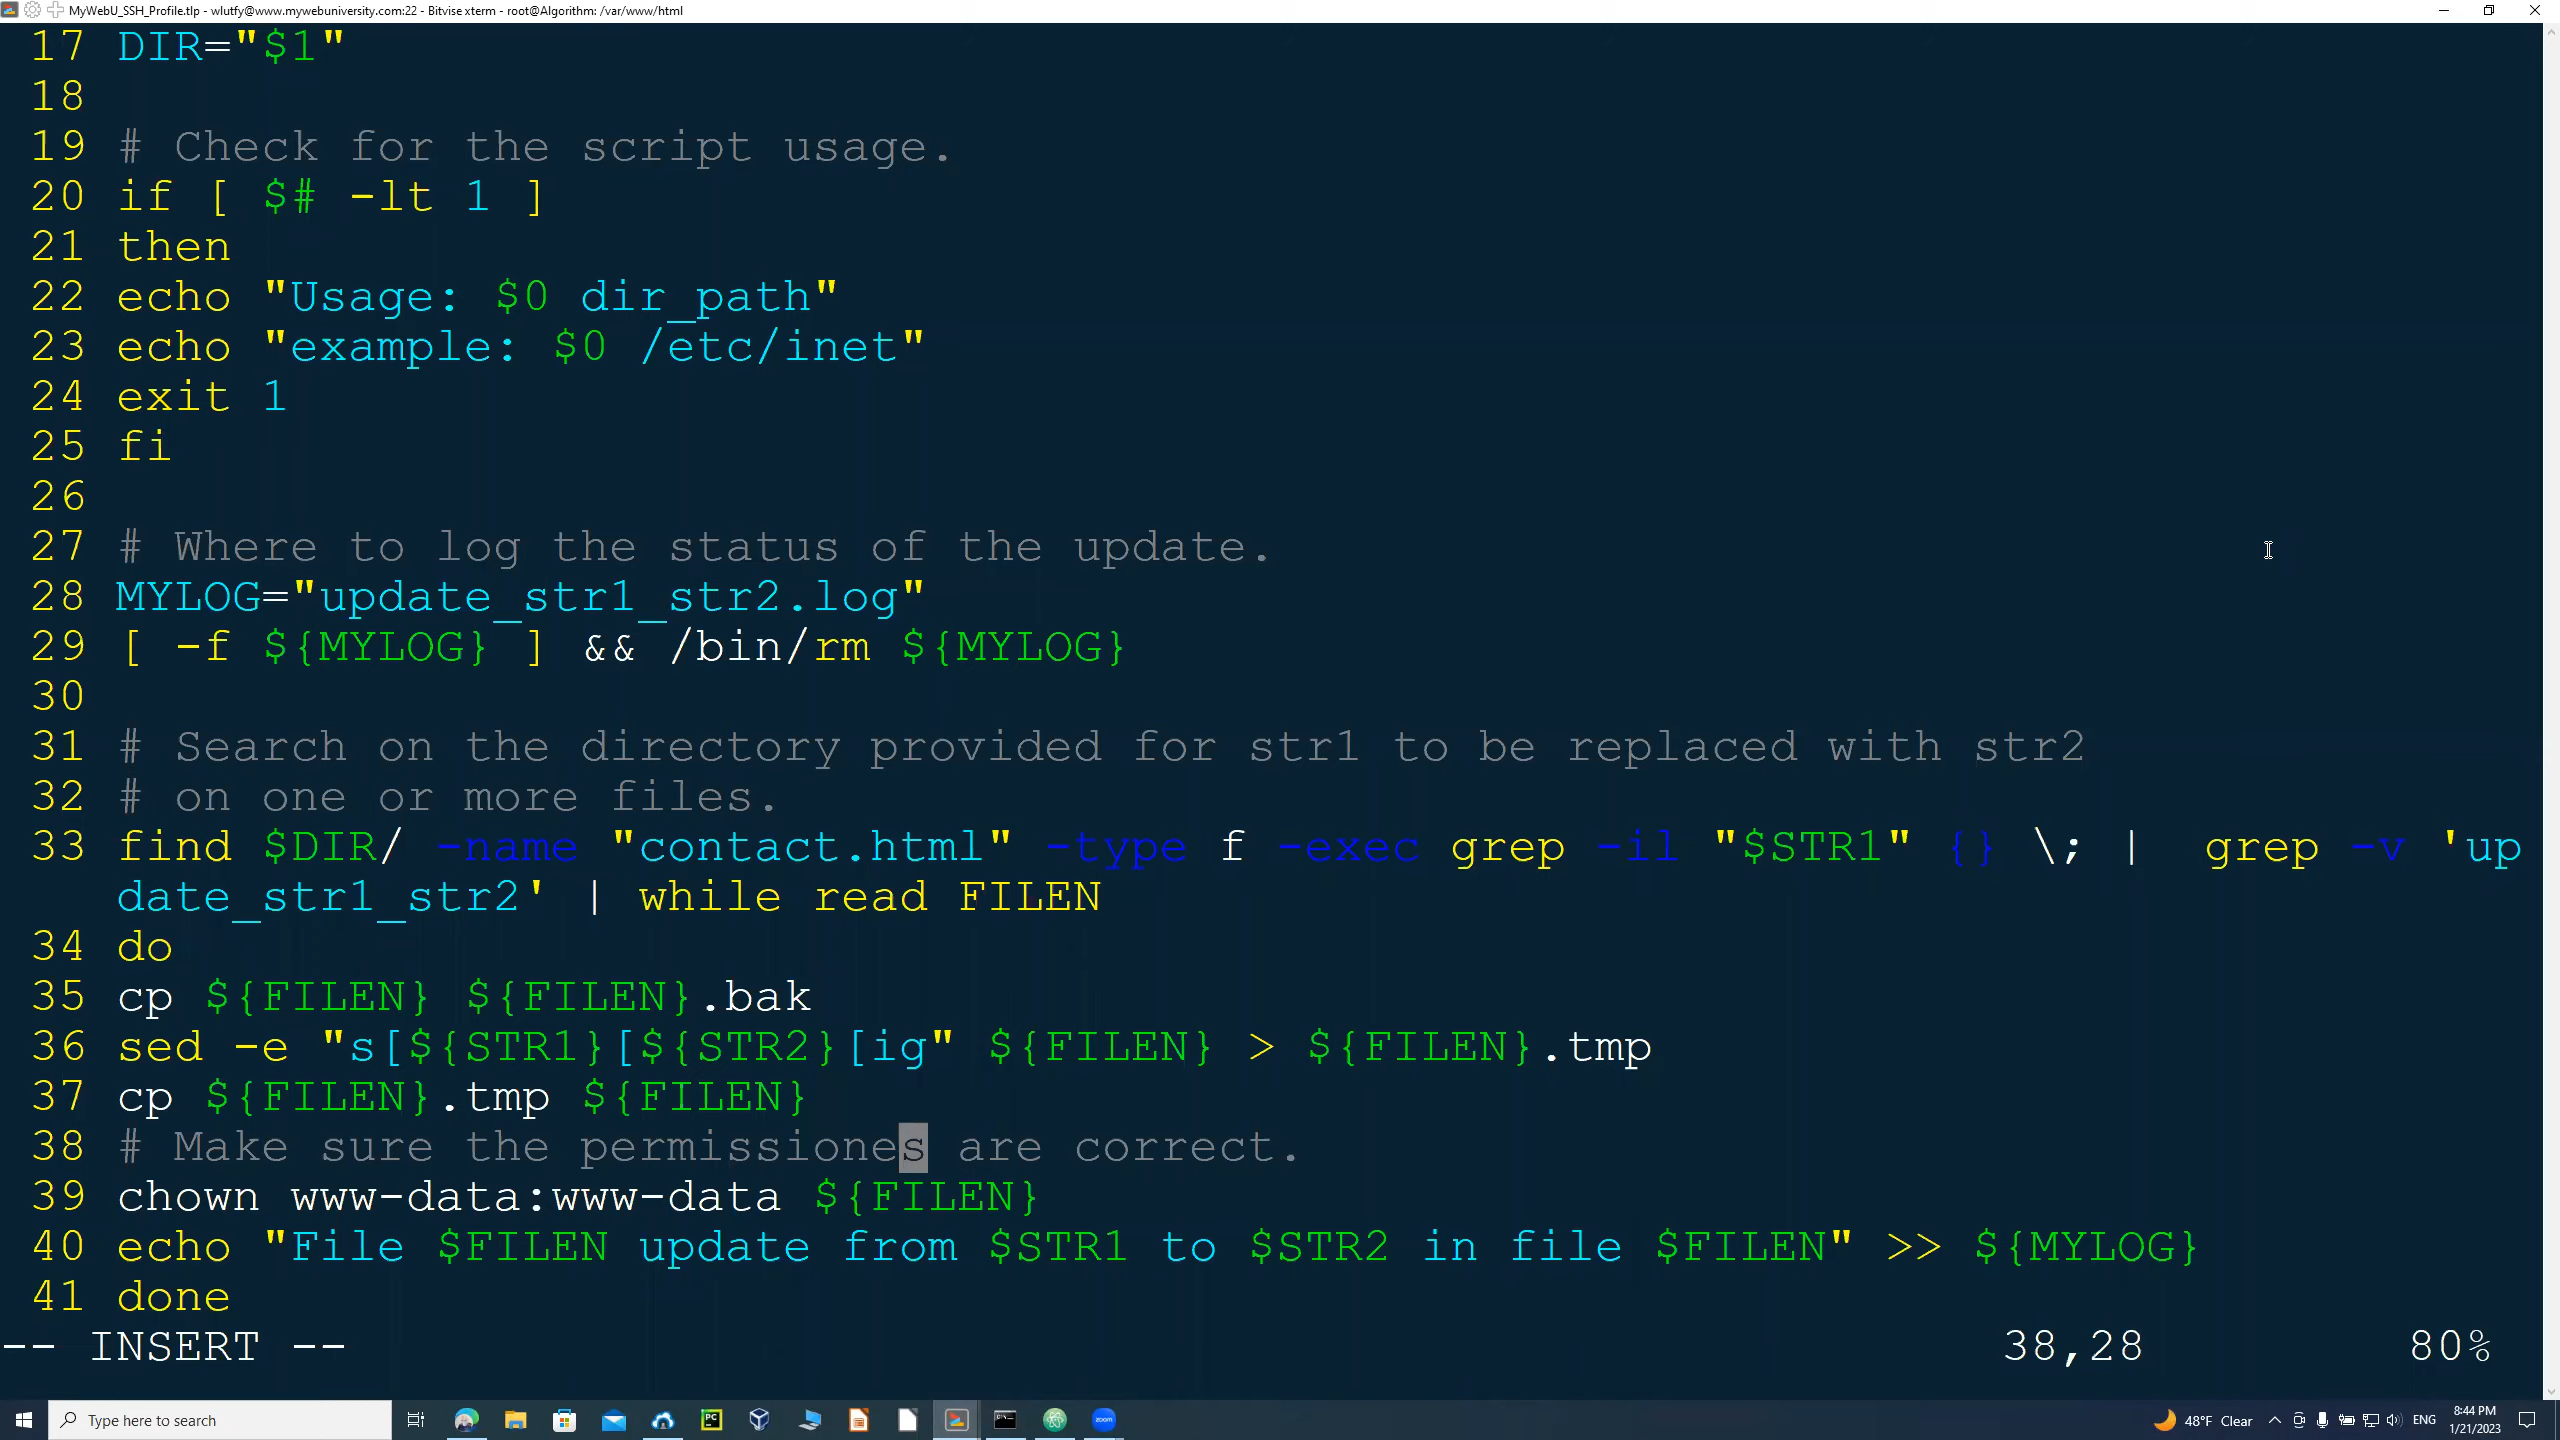 MyWebU_SSH_Profile.tlp - wlutfy@www.mywebuniversity.com:22 - Bitvise xterm - root@Algorithm: /var/www/html
17 DIR="$1"
18
19 # Check for the script usage.
20 if [ $# -lt 1 ]
21 then
22 echo "Usage: $0 dir_path"
23 echo "example: $0 /etc/inet"
24 exit 1
25 fi
26
27 # Where to log the status of the update.
28 MYLOG="update_str1_str2.log"
29 [ -f ${MYLOG} ] && /bin/rm ${MYLOG}
30
31 # Search on the directory provided for str1 to be replaced with str2
32 # on one or more files.
33 find $DIR/ -name "contact.html" -type f -exec grep -il "$STR1" {} \; |  grep -v 'up
date_str1_str2' | while read FILEN
34 do
35 cp ${FILEN} ${FILEN}.bak
36 sed -e "s[${STR1}[${STR2}[ig" ${FILEN} > ${FILEN}.tmp
37 cp ${FILEN}.tmp ${FILEN}
38 # Make sure the permissiones are correct.
39 chown www-data:www-data ${FILEN}
40 echo "File $FILEN update from $STR1 to $STR2 in file $FILEN" >> ${MYLOG}
41 done
-- INSERT -- 38,28 80%
Type here to search PC zoom 48°F Clear ENG 8:44 PM
1/21/2023